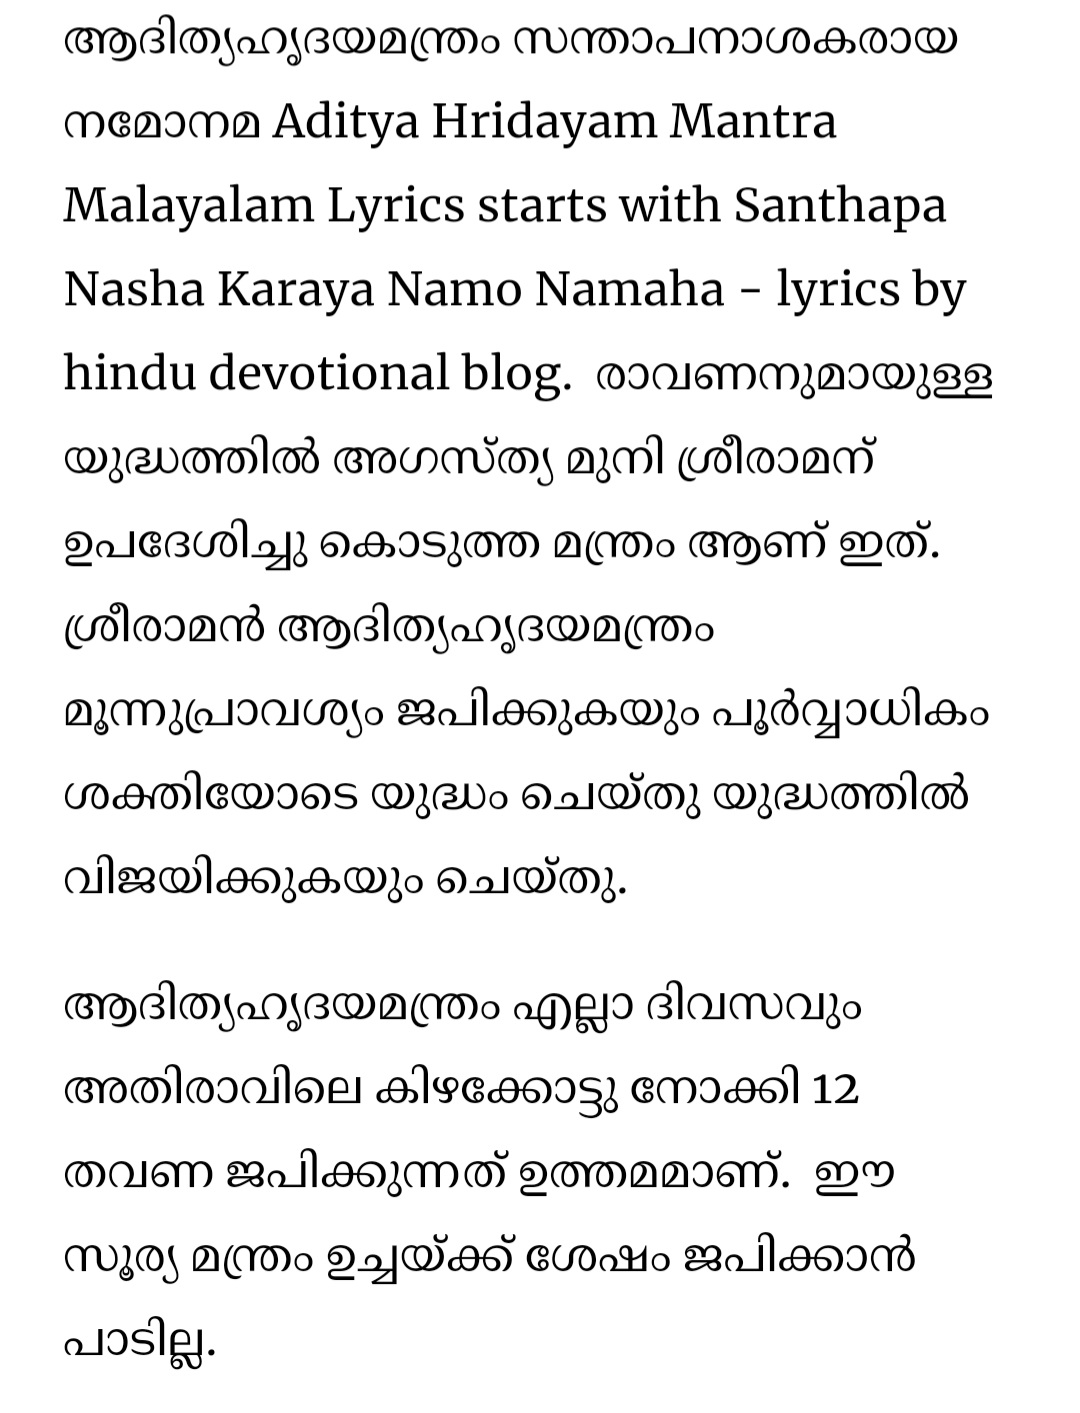 ആദിത്യഹൃദയമന്ത്രം സന്താപനാശകരായ
നമോനമ Aditya Hridayam Mantra
Malayalam Lyrics starts with Santhapa
Nasha Karaya Namo Namaha - lyrics by
hindu devotional blog. രാവണനുമായുള്ള
യുദ്ധത്തിൽ അഗസ്ത്യ മുനി ശ്രീരാമന്
ഉപദേശിച്ചു കൊടുത്ത മന്ത്രം ആണ് ഇത്.
ശ്രീരാമൻ ആദിത്യഹൃദയമന്ത്രം
മൂന്നുപ്രാവശ്യം ജപിക്കുകയും പൂർവ്വാധികം
ശക്തിയോടെ യുദ്ധം ചെയ്തു യുദ്ധത്തിൽ
വിജയിക്കുകയും ചെയ്തു.
ആദിത്യഹൃദയമന്ത്രം എല്ലാ ദിവസവും
അതിരാവിലെ കിഴക്കോട്ടു നോക്കി 12
തവണ ജപിക്കുന്നത് ഉത്തമമാണ്. ഈ
സൂര്യ മന്ത്രം ഉച്ചയ്ക്ക് ശേഷം ജപിക്കാൻ
പാടില്ല.